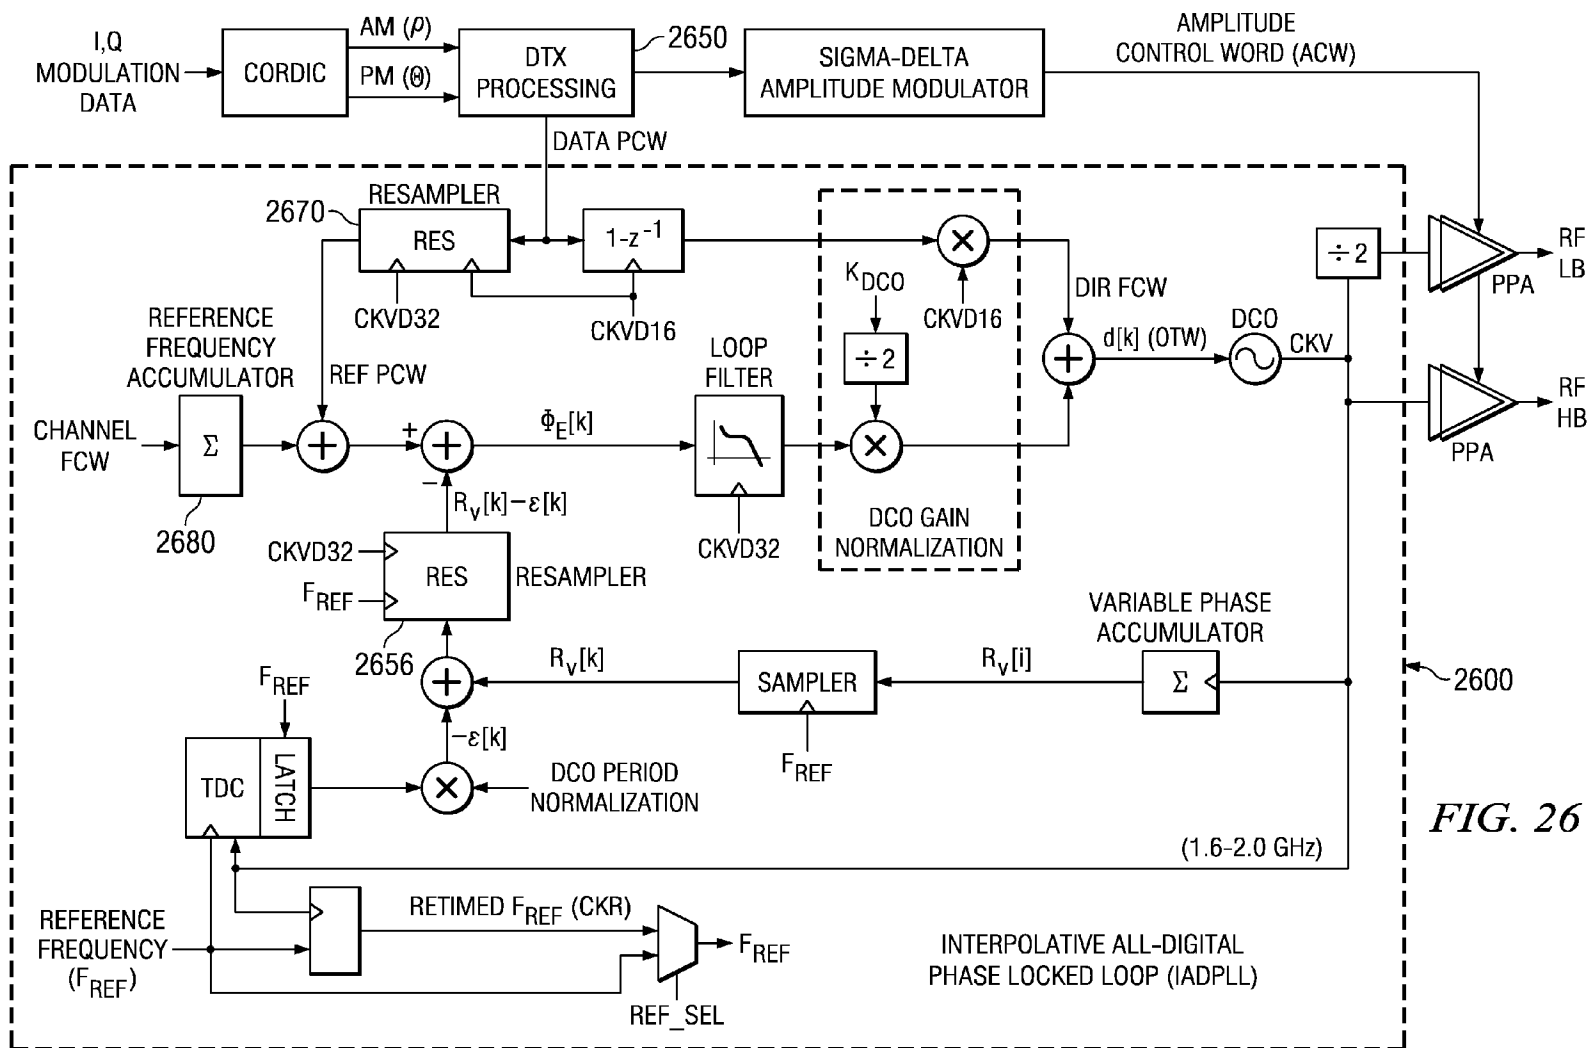 I,Q
MODULATION
DATA
CORDIC
AM (ρ)
PM (Θ)
DTX
PROCESSING
2650
SIGMA-DELTA
AMPLITUDE MODULATOR
AMPLITUDE
CONTROL WORD (ACW)
DATA PCW
RESAMPLER
2670
RES
1-z⁻¹
CKVD32
CKVD16
K_DCO
÷2
CKVD16
DIR FCW
÷2
PPA
RF
LB
REFERENCE
FREQUENCY
ACCUMULATOR
REF PCW
LOOP
FILTER
d[k] (OTW)
DCO
CKV
CHANNEL
FCW
Σ
+
+
+
-
Φ_E[k]
×
×
+
PPA
RF
HB
2680
R_v[k]-ε[k]
CKVD32
DCO GAIN
NORMALIZATION
CKVD32
F_REF
RES
RESAMPLER
2656
VARIABLE PHASE
ACCUMULATOR
R_v[k]
SAMPLER
R_v[i]
Σ
2600
+
F_REF
F_REF
-ε[k]
TDC
LATCH
×
DCO PERIOD
NORMALIZATION
FIG. 26
(1.6-2.0 GHz)
REFERENCE
FREQUENCY
(F_REF)
RETIMED F_REF (CKR)
F_REF
REF_SEL
INTERPOLATIVE ALL-DIGITAL
PHASE LOCKED LOOP (IADPLL)